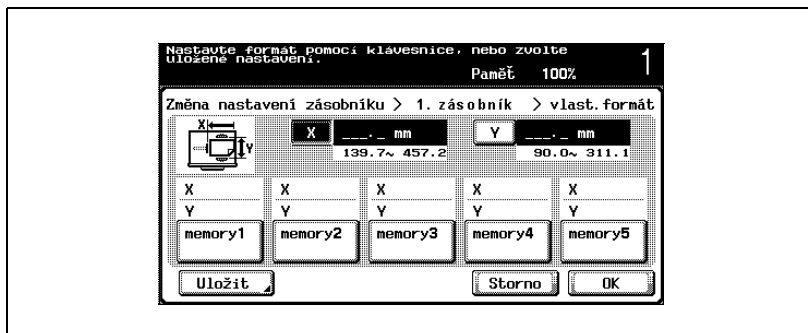 Nastavte formát pomocí klávesnice, nebo zvolte
uložené nastavení.
Paměť 100% 1
Změna nastavení zásobníku > 1. zásobník > vlast.formát
X
Y
X ___._ mm Y ___._ mm
139.7~ 457.2 90.0~ 311.1
X X X X X
Y Y Y Y Y
memory1 memory2 memory3 memory4 memory5
Uložit Storno OK